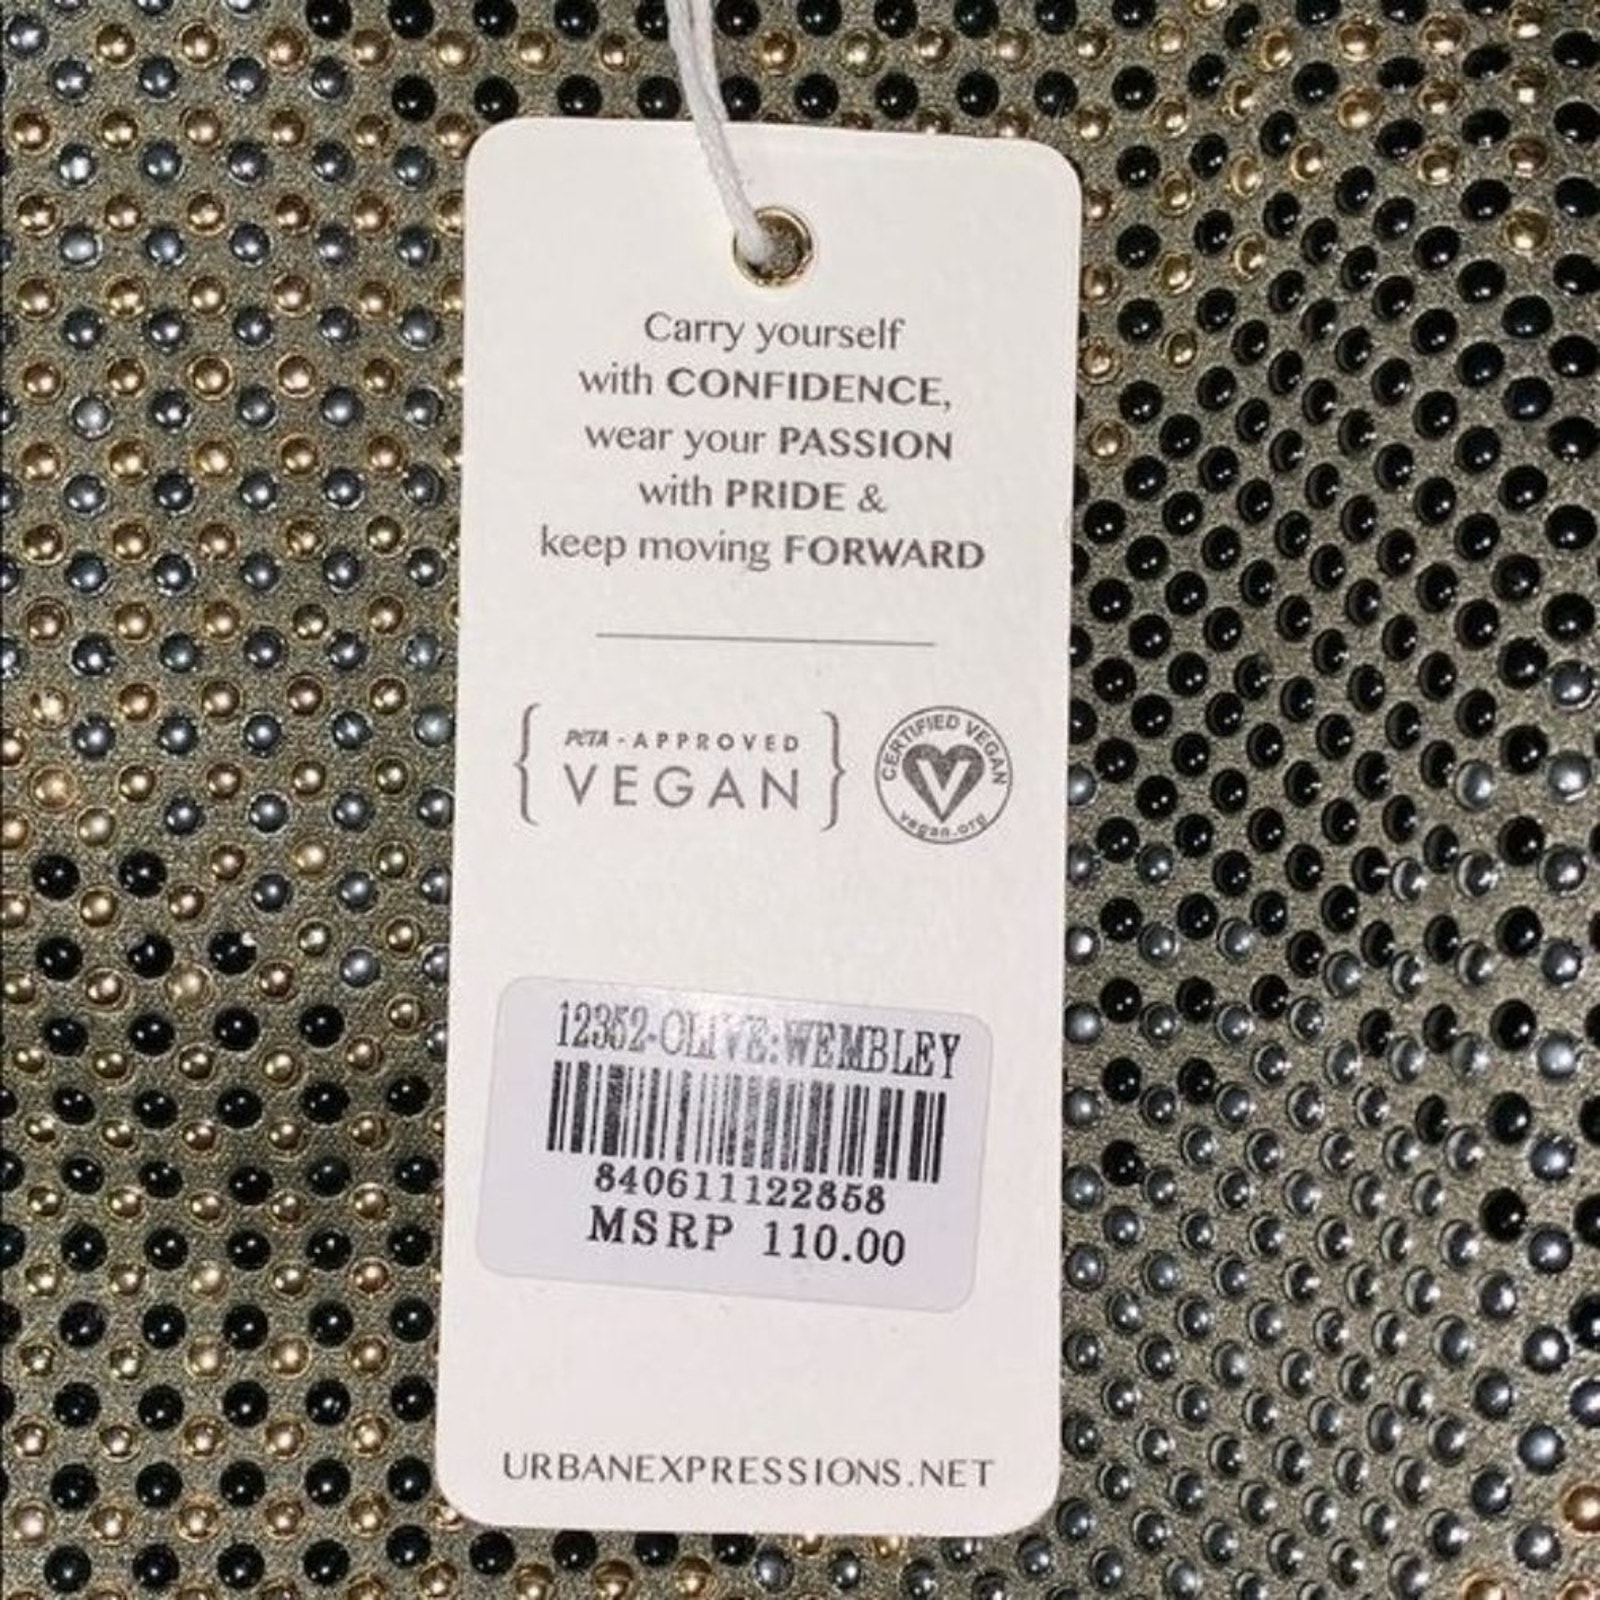 Carry yourself
with CONFIDENCE,
wear your PASSION
with PRIDE &
keep moving FORWARD
PETA - APPROVED
VEGAN
CERTIFIED VEGAN
vegan.org
12352-OLIVE:WEMBLEY
840611122858
MSRP 110.00
URBANEXPRESSIONS.NET